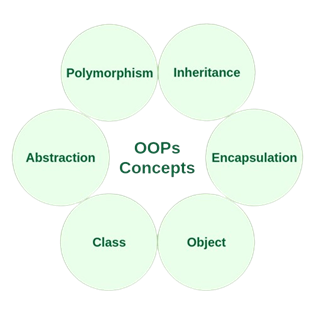 Polymorphism
Inheritance
Abstraction
OOPs
Concepts
Encapsulation
Class
Object